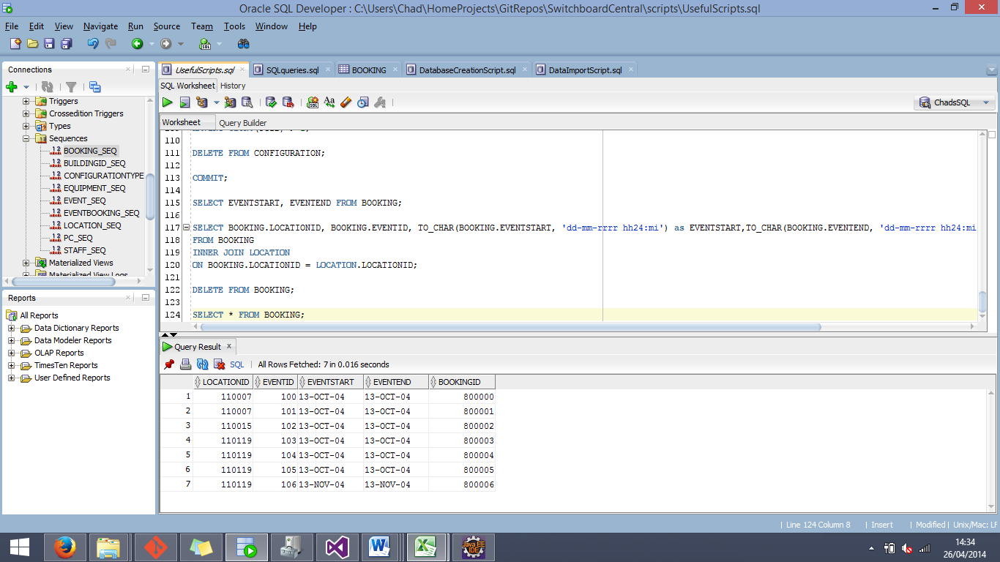 Oracle SQL Developer : C:\Users\Chad\HomeProjects\GitRepos\SwitchboardCentral\scripts\UsefulScripts.sql
File Edit View Navigate Run Source Team Tools Window Help
Connections
Triggers
Crossedition Triggers
Types
Sequences
BOOKING_SEQ
BUILDINGID_SEQ
CONFIGURATIONTYPE
EQUIPMENT_SEQ
EVENT_SEQ
EVENTBOOKING_SEQ
LOCATION_SEQ
PC_SEQ
STAFF_SEQ
Materialized Views
Materialized View Logs
Reports
All Reports
Data Dictionary Reports
Data Modeler Reports
OLAP Reports
TimesTen Reports
User Defined Reports
UsefulScripts.sql SQLqueries.sql BOOKING DatabaseCreationScript.sql DataImportScript.sql
SQL Worksheet History
ChadsSQL
Worksheet Query Builder
110
111 DELETE FROM CONFIGURATION;
112
113 COMMIT;
114
115 SELECT EVENTSTART, EVENTEND FROM BOOKING;
116
117 SELECT BOOKING.LOCATIONID, BOOKING.EVENTID, TO_CHAR(BOOKING.EVENTSTART, 'dd-mm-rrrr hh24:mi') as EVENTSTART,TO_CHAR(BOOKING.EVENTEND, 'dd-mm-rrrr hh24:mi
118 FROM BOOKING
119 INNER JOIN LOCATION
120 ON BOOKING.LOCATIONID = LOCATION.LOCATIONID;
121
122 DELETE FROM BOOKING;
123
124 SELECT * FROM BOOKING;
Query Result x
SQL | All Rows Fetched: 7 in 0.016 seconds
LOCATIONID EVENTID EVENTSTART EVENTEND BOOKINGID
1 110007 100 13-OCT-04 13-OCT-04 800000
2 110007 101 13-OCT-04 13-OCT-04 800001
3 110015 102 13-OCT-04 13-OCT-04 800002
4 110119 103 13-OCT-04 13-OCT-04 800003
5 110119 104 13-OCT-04 13-OCT-04 800004
6 110119 105 13-OCT-04 13-OCT-04 800005
7 110119 106 13-NOV-04 13-NOV-04 800006
| Line 124 Column 8 | Insert | Modified | Unix/Mac: LF
14:34
26/04/2014